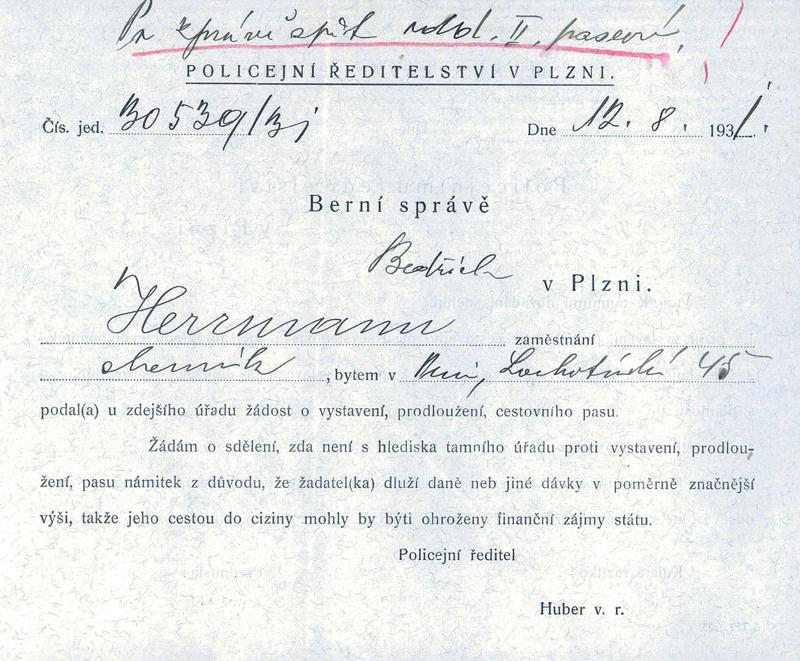 Po zprávě zpět odd. II. pasové.
POLICEJNÍ ŘEDITELSTVÍ V PLZNI.
Čís. jed. 30539/31 Dne 12. 8. 1931.
Berní správě
v Plzni.
Bedřich
Herrmann zaměstnání
chemik, bytem v Plzni, Lochotínská 45
podal(a) u zdejšího úřadu žádost o vystavení, prodloužení, cestovního pasu.
Žádám o sdělení, zda není s hlediska tamního úřadu proti vystavení, prodlou-
žení, pasu námitek z důvodu, že žadatel(ka) dluží daně neb jiné dávky v poměrně značnější
výši, takže jeho cestou do ciziny mohly by býti ohroženy finanční zájmy státu.
Policejní ředitel
Huber v. r.